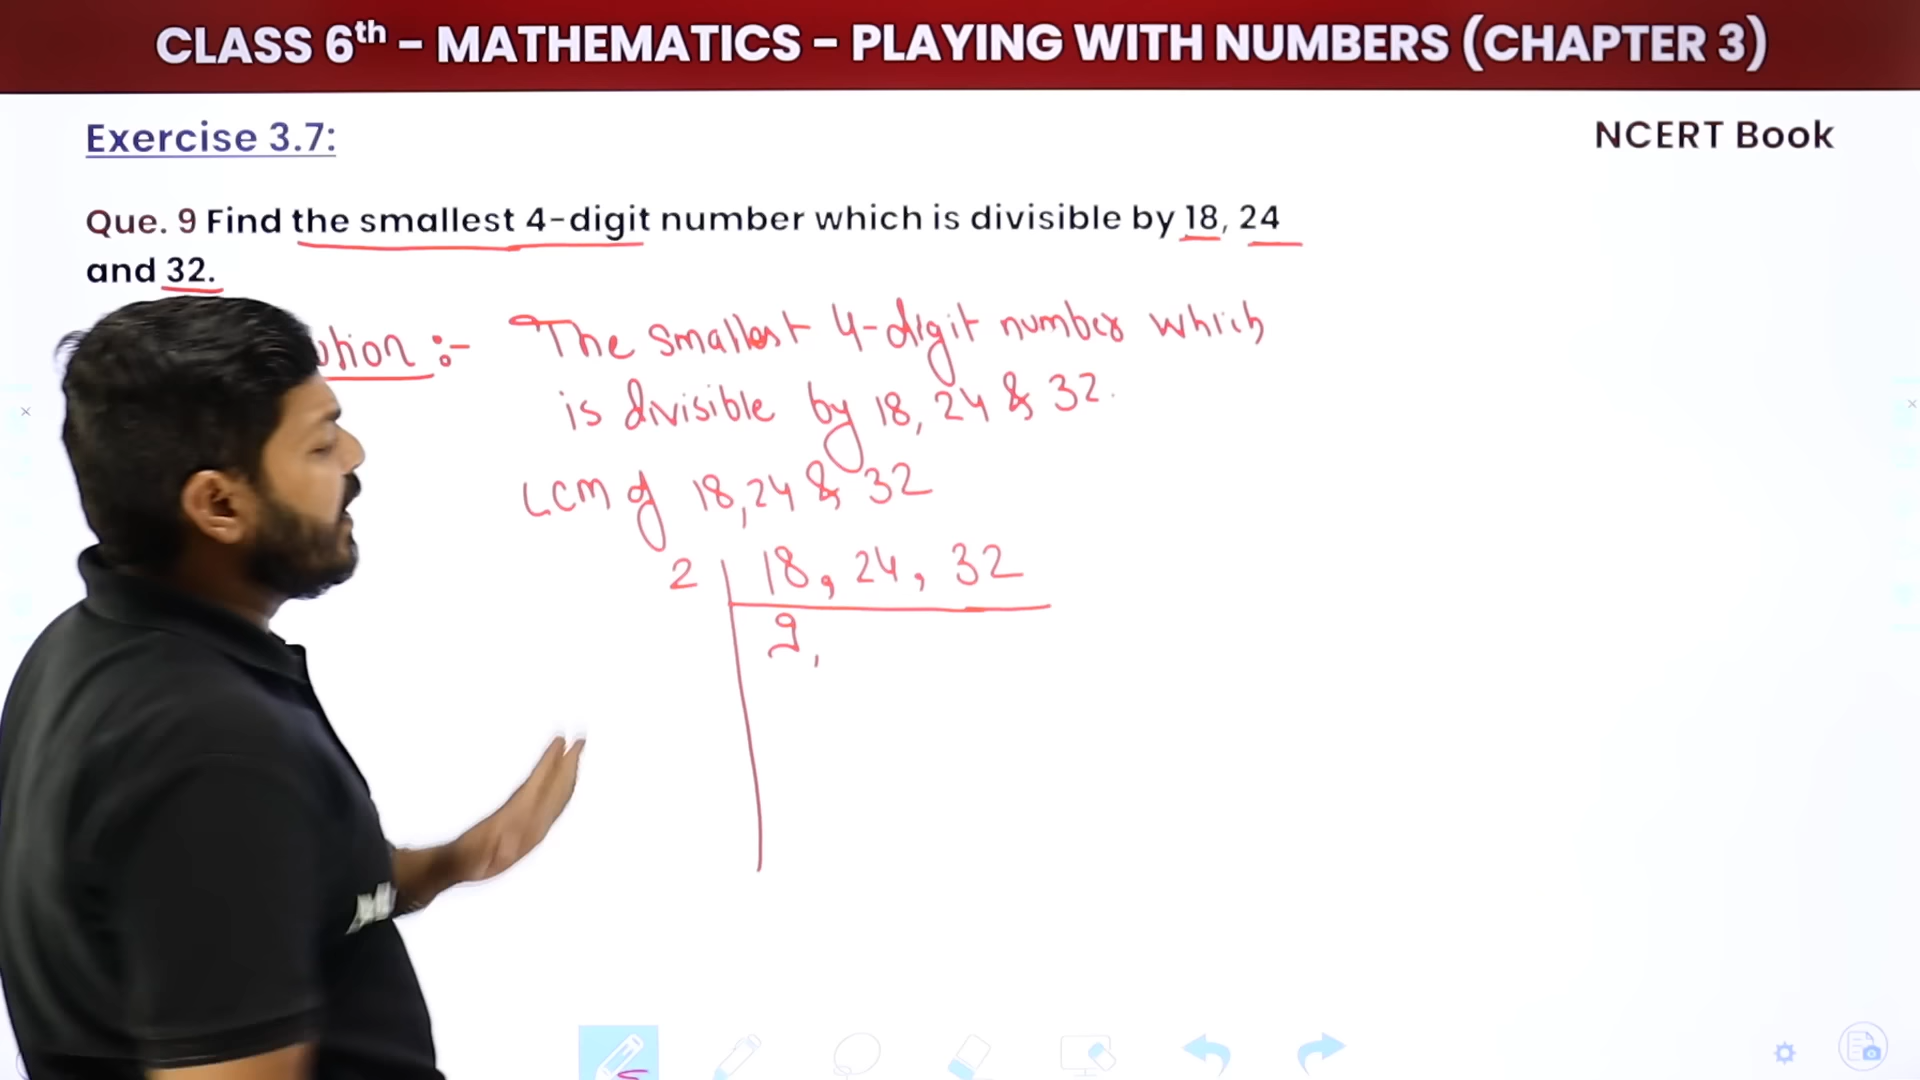 CLASS 6th – MATHEMATICS – PLAYING WITH NUMBERS (CHAPTER 3)
Exercise 3.7:
NCERT Book
Que. 9 Find the smallest 4-digit number which is divisible by 18, 24
and 32.
ution :- The smallest 4-digit number which
is divisible by 18, 24 & 32.
LCM of 18, 24 & 32
2 | 18, 24, 32
9,